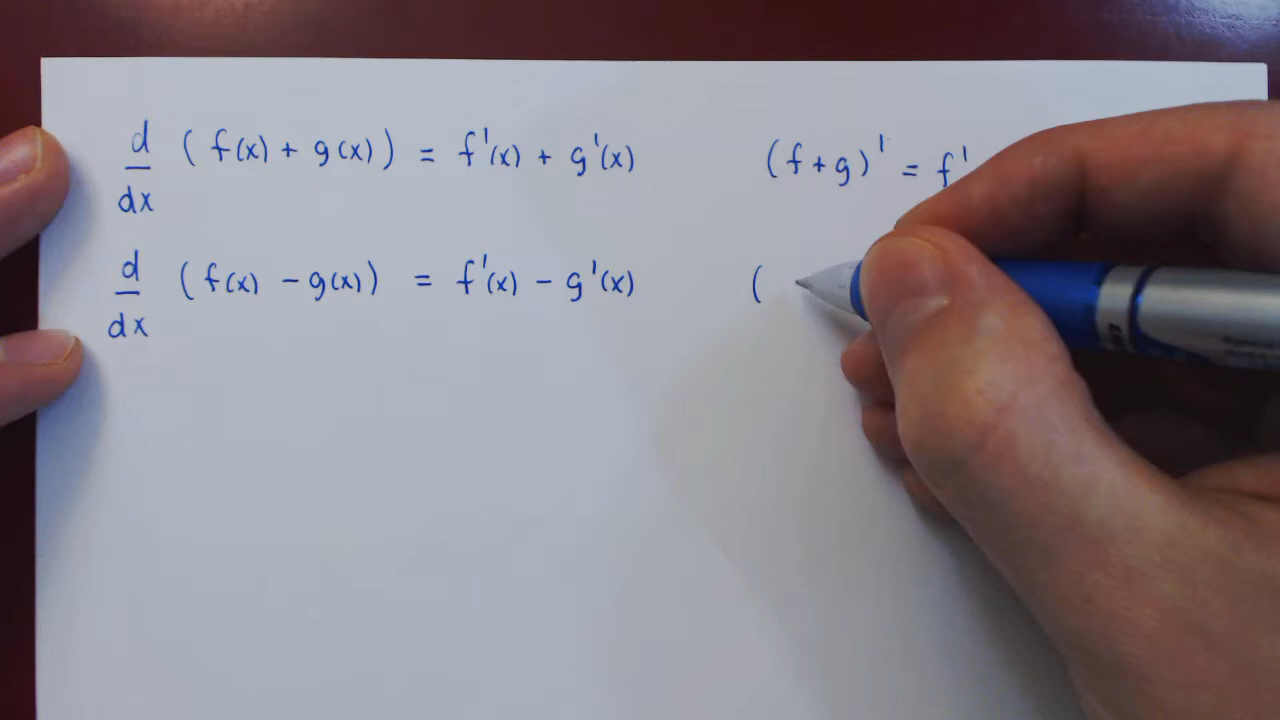 d/dx (f(x) + g(x)) = f'(x) + g'(x)
(f+g)' = f'
d/dx (f(x) - g(x)) = f'(x) - g'(x)
(